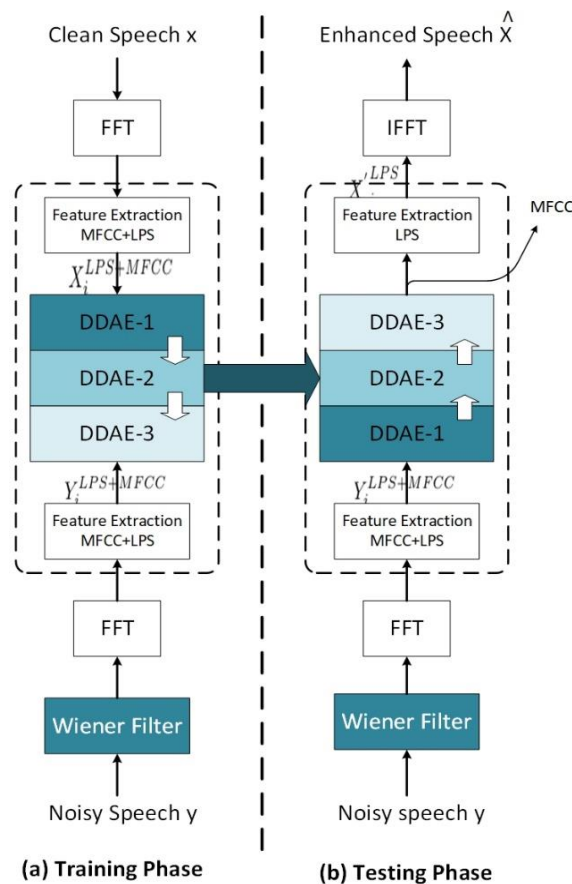 Clean Speech x
FFT
Feature Extraction
MFCC+LPS
X_i^{LPS+MFCC}
DDAE-1
DDAE-2
DDAE-3
Y_i^{LPS+MFCC}
Feature Extraction
MFCC+LPS
FFT
Wiener Filter
Noisy Speech y
(a) Training Phase
Enhanced Speech X̂
IFFT
X'^{LPS}
Feature Extraction
LPS
MFCC
DDAE-3
DDAE-2
DDAE-1
Y_i^{LPS+MFCC}
Feature Extraction
MFCC+LPS
FFT
Wiener Filter
Noisy speech y
(b) Testing Phase